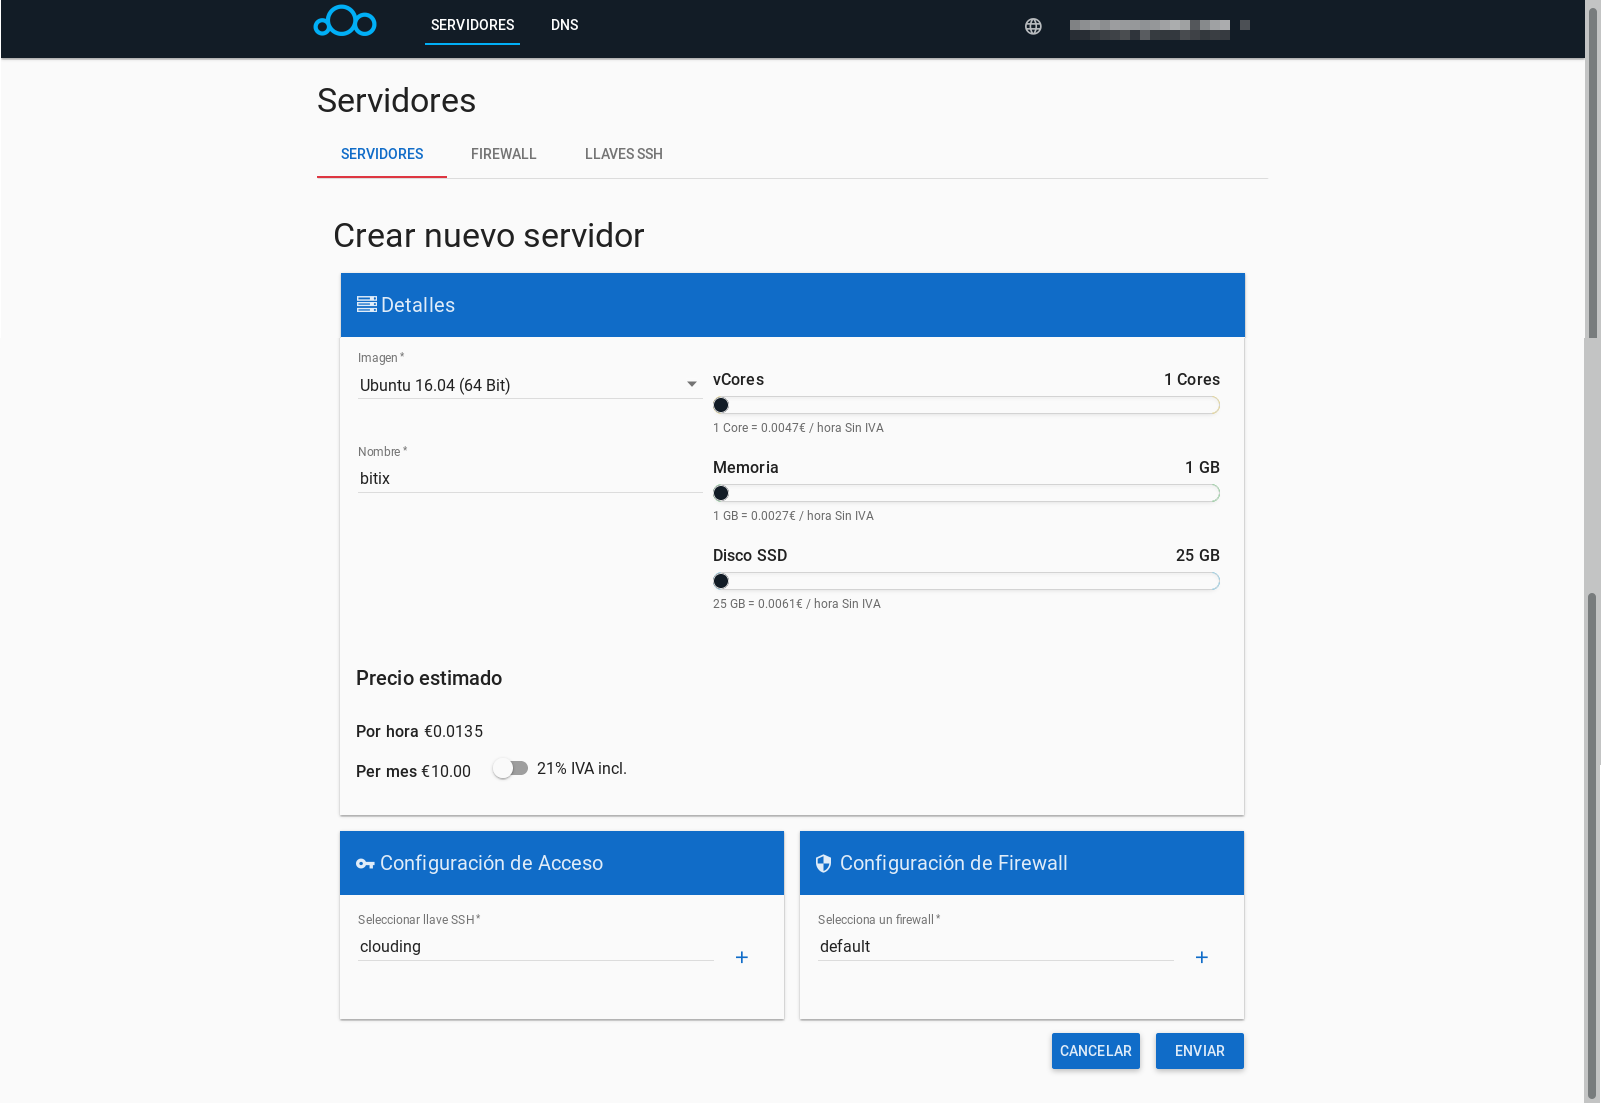 SERVIDORES DNS
Servidores
SERVIDORES FIREWALL LLAVES SSH
Crear nuevo servidor
Detalles
Imagen *
Ubuntu 16.04 (64 Bit)
Nombre *
bitix
vCores 1 Cores
1 Core = 0.0047€ / hora Sin IVA
Memoria 1 GB
1 GB = 0.0027€ / hora Sin IVA
Disco SSD 25 GB
25 GB = 0.0061€ / hora Sin IVA
Precio estimado
Por hora €0.0135
Per mes €10.00 21% IVA incl.
Configuración de Acceso
Seleccionar llave SSH *
clouding
+
Configuración de Firewall
Selecciona un firewall *
default
+
CANCELAR ENVIAR